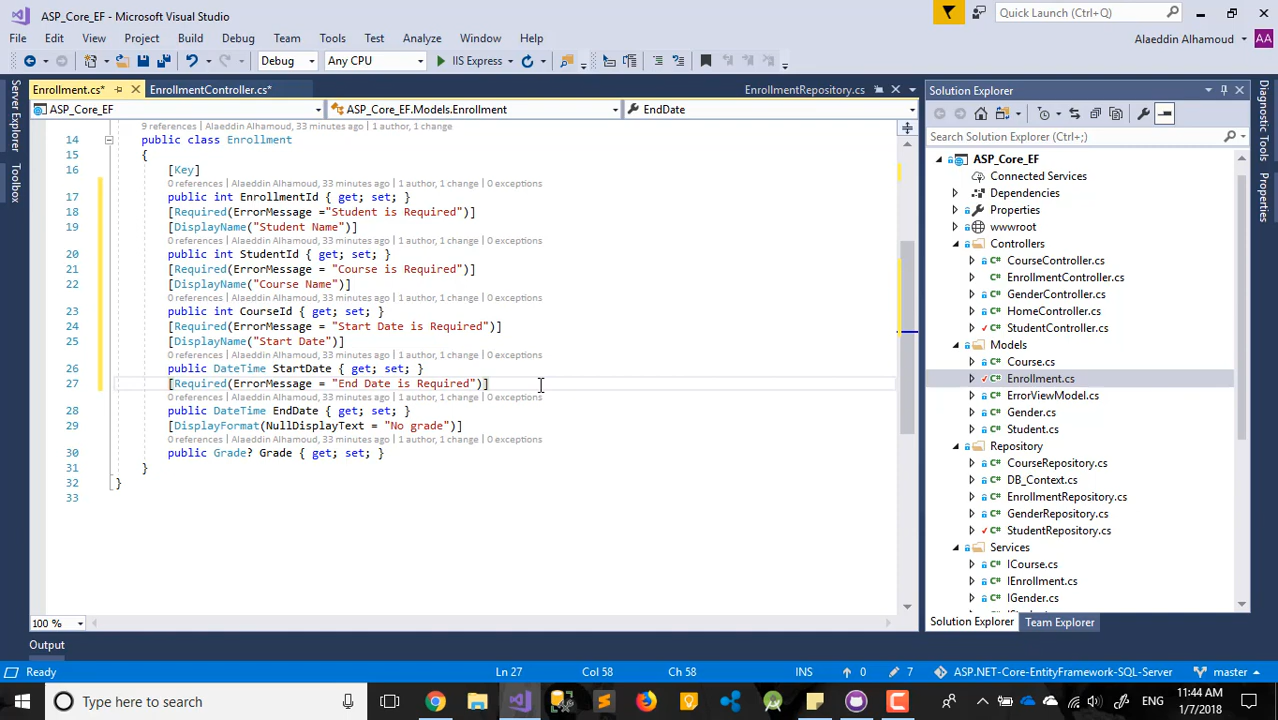 ASP_Core_EF - Microsoft Visual Studio
Quick Launch (Ctrl+Q)
File Edit View Project Build Debug Team Tools Test Analyze Window Help
Alaeddin Alhamoud AA
Debug Any CPU IIS Express
Server Explorer
Toolbox
Enrollment.cs* EnrollmentController.cs* EnrollmentRepository.cs*
ASP_Core_EF ASP_Core_EF.Models.Enrollment EndDate
9 references | Alaeddin Alhamoud, 33 minutes ago | 1 author, 1 change
14 public class Enrollment
15 {
16 [Key]
0 references | Alaeddin Alhamoud, 33 minutes ago | 1 author, 1 change | 0 exceptions
17 public int EnrollmentId { get; set; }
18 [Required(ErrorMessage ="Student is Required")]
19 [DisplayName("Student Name")]
0 references | Alaeddin Alhamoud, 33 minutes ago | 1 author, 1 change | 0 exceptions
20 public int StudentId { get; set; }
21 [Required(ErrorMessage = "Course is Required")]
22 [DisplayName("Course Name")]
0 references | Alaeddin Alhamoud, 33 minutes ago | 1 author, 1 change | 0 exceptions
23 public int CourseId { get; set; }
24 [Required(ErrorMessage = "Start Date is Required")]
25 [DisplayName("Start Date")]
0 references | Alaeddin Alhamoud, 33 minutes ago | 1 author, 1 change | 0 exceptions
26 public DateTime StartDate { get; set; }
27 [Required(ErrorMessage = "End Date is Required")]
0 references | Alaeddin Alhamoud, 33 minutes ago | 1 author, 1 change | 0 exceptions
28 public DateTime EndDate { get; set; }
29 [DisplayFormat(NullDisplayText = "No grade")]
0 references | Alaeddin Alhamoud, 33 minutes ago | 1 author, 1 change | 0 exceptions
30 public Grade? Grade { get; set; }
31 }
32 }
33
100 %
Solution Explorer
Search Solution Explorer (Ctrl+;)
ASP_Core_EF
Connected Services
Dependencies
Properties
wwwroot
Controllers
C# CourseController.cs
C# EnrollmentController.cs
C# GenderController.cs
C# HomeController.cs
C# StudentController.cs
Models
C# Course.cs
C# Enrollment.cs
C# ErrorViewModel.cs
C# Gender.cs
C# Student.cs
Repository
C# CourseRepository.cs
C# DB_Context.cs
C# EnrollmentRepository.cs
C# GenderRepository.cs
C# StudentRepository.cs
Services
C# ICourse.cs
C# IEnrollment.cs
C# IGender.cs
Solution Explorer Team Explorer
Diagnostic Tools
Server Explorer
Output
Ready Ln 27 Col 58 Ch 58 INS 0 7 ASP.NET-Core-EntityFramework-SQL-Server master
Type here to search
ENG
11:44 AM
1/7/2018